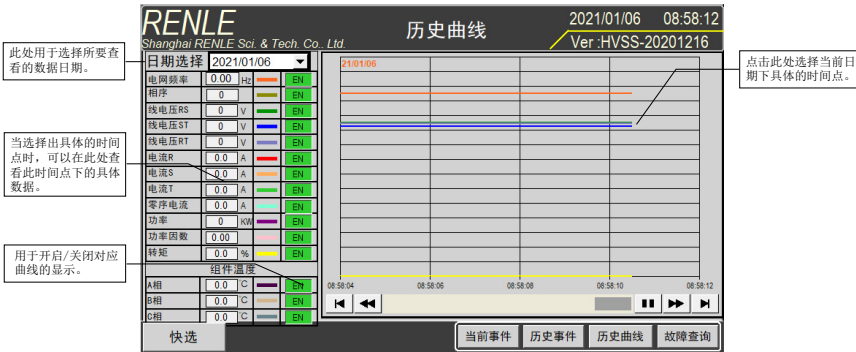 RENLE
Shanghai RENLE Sci. & Tech. Co.. Ltd.
历史曲线
2021/01/06 08:58:12
Ver :HVSS-20201216
此处用于选择所要查
看的数据日期。
当选择出具体的时间
点时，可以在此处查
看此时间点下的具体
数据。
用于开启/关闭对应
曲线的显示。
日期选择 2021/01/06
电网频率 0.00 Hz EN
相序 0 EN
线电压RS 0 V EN
线电压ST 0 V EN
线电压RT 0 V EN
电流R 0.0 A EN
电流S 0.0 A EN
电流T 0.0 A EN
零序电流 0.0 A EN
功率 0 KW EN
功率因数 0.00 EN
转矩 0.0 % EN
组件温度
A相 0.0 ℃ EN
B相 0.0 ℃ EN
C相 0.0 ℃ EN
21/01/06
08:58:04 08:58:06 08:58:08 08:58:10 08:58:12
点击此处选择当前日
期下具体的时间点。
快选 当前事件 历史事件 历史曲线 故障查询